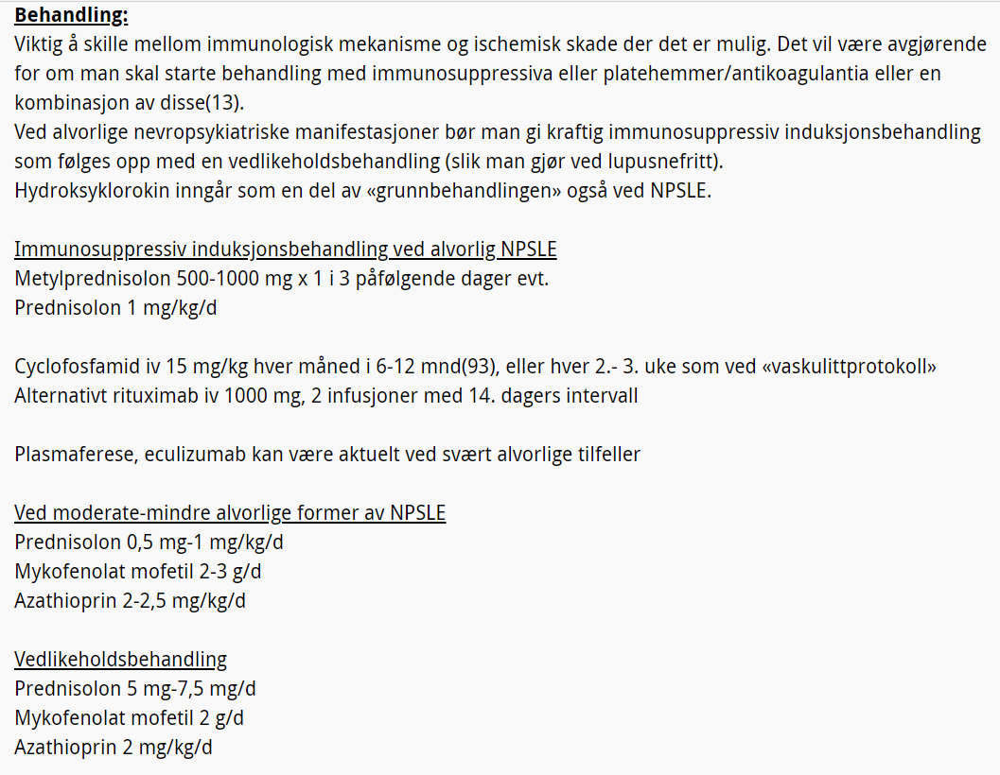 Behandling:
Viktig å skille mellom immunologisk mekanisme og ischemisk skade der det er mulig. Det vil være avgjørende
for om man skal starte behandling med immunosuppressiva eller platehemmer/antikoagulantia eller en
kombinasjon av disse(13).
Ved alvorlige nevropsykiatriske manifestasjoner bør man gi kraftig immunosuppressiv induksjonsbehandling
som følges opp med en vedlikeholdsbehandling (slik man gjør ved lupusnefritt).
Hydroksyklorokin inngår som en del av «grunnbehandlingen» også ved NPSLE.
Immunosuppressiv induksjonsbehandling ved alvorlig NPSLE
Metylprednisolon 500-1000 mg x 1 i 3 påfølgende dager evt.
Prednisolon 1 mg/kg/d
Cyclofosfamid iv 15 mg/kg hver måned i 6-12 mnd(93), eller hver 2.- 3. uke som ved «vaskulittprotokoll»
Alternativt rituximab iv 1000 mg, 2 infusjoner med 14. dagers intervall
Plasmaferese, eculizumab kan være aktuelt ved svært alvorlige tilfeller
Ved moderate-mindre alvorlige former av NPSLE
Prednisolon 0,5 mg-1 mg/kg/d
Mykofenolat mofetil 2-3 g/d
Azathioprin 2-2,5 mg/kg/d
Vedlikeholdsbehandling
Prednisolon 5 mg-7,5 mg/d
Mykofenolat mofetil 2 g/d
Azathioprin 2 mg/kg/d